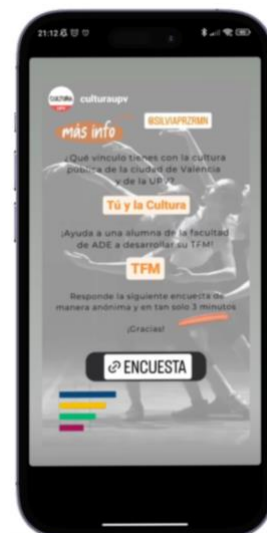 21:12
culturaupv
más info
@SILVIAPRZRMN
¿Qué vínculo tienes con la cultura
pública de la ciudad de Valencia
y de la UPV?
Tú y la Cultura
¡Ayuda a una alumna de la facultad
de ADE a desarrollar su TFM!
TFM
Responde la siguiente encuesta de
manera anónima y en tan solo 3 minutos
¡Gracias!
ENCUESTA